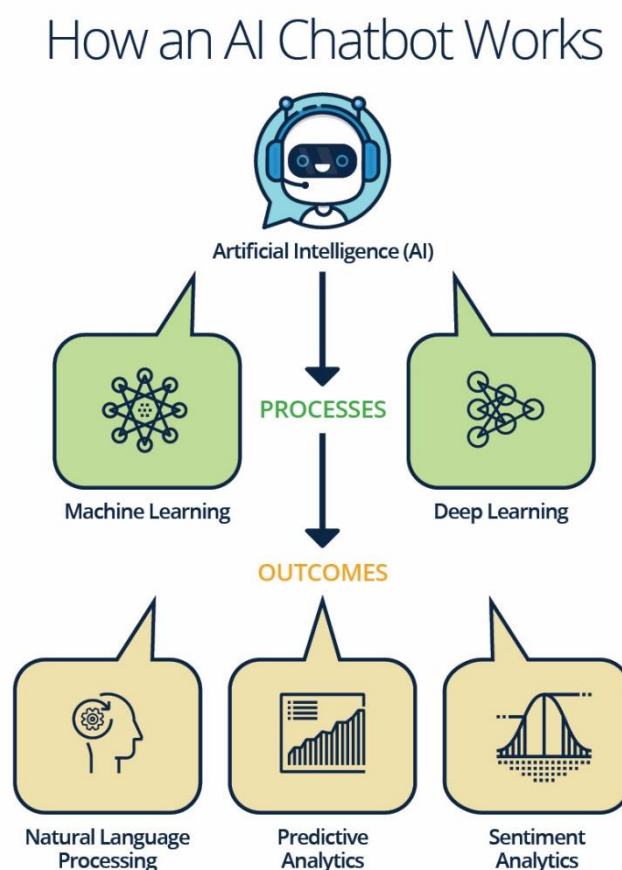 How an AI Chatbot Works
Artificial Intelligence (AI)
PROCESSES
Machine Learning
Deep Learning
OUTCOMES
Natural Language
Processing
Predictive
Analytics
Sentiment
Analytics